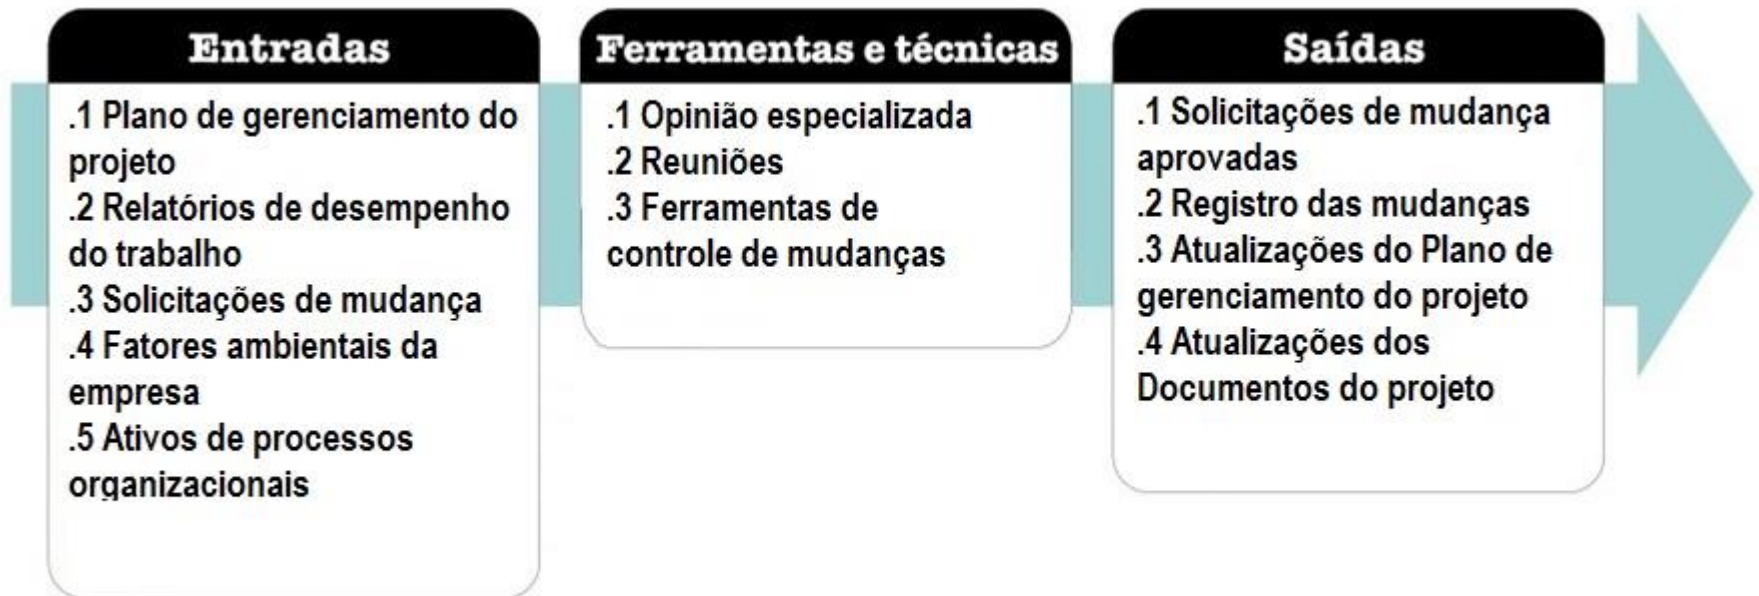 Entradas
.1 Plano de gerenciamento do
projeto
.2 Relatórios de desempenho
do trabalho
.3 Solicitações de mudança
.4 Fatores ambientais da
empresa
.5 Ativos de processos
organizacionais
Ferramentas e técnicas
.1 Opinião especializada
.2 Reuniões
.3 Ferramentas de
controle de mudanças
Saídas
.1 Solicitações de mudança
aprovadas
.2 Registro das mudanças
.3 Atualizações do Plano de
gerenciamento do projeto
.4 Atualizações dos
Documentos do projeto